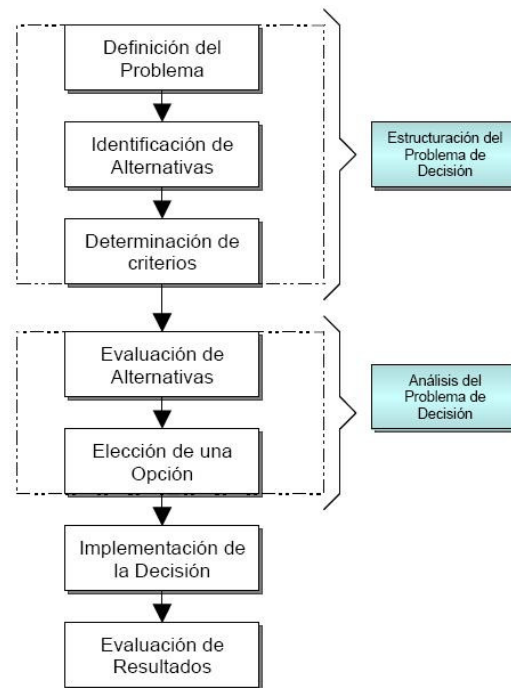 Definición del
Problema
Identificación de
Alternativas
Determinación de
criterios
Estructuración del
Problema de
Decisión
Evaluación de
Alternativas
Elección de una
Opción
Análisis del
Problema de
Decisión
Implementación de
la Decisión
Evaluación de
Resultados